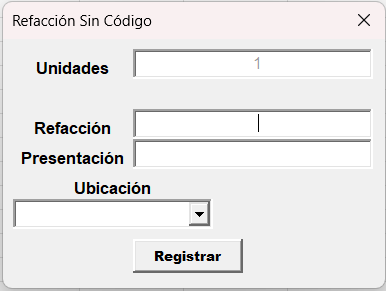 Refacción Sin Código
Unidades 1
Refacción
Presentación
Ubicación
Registrar